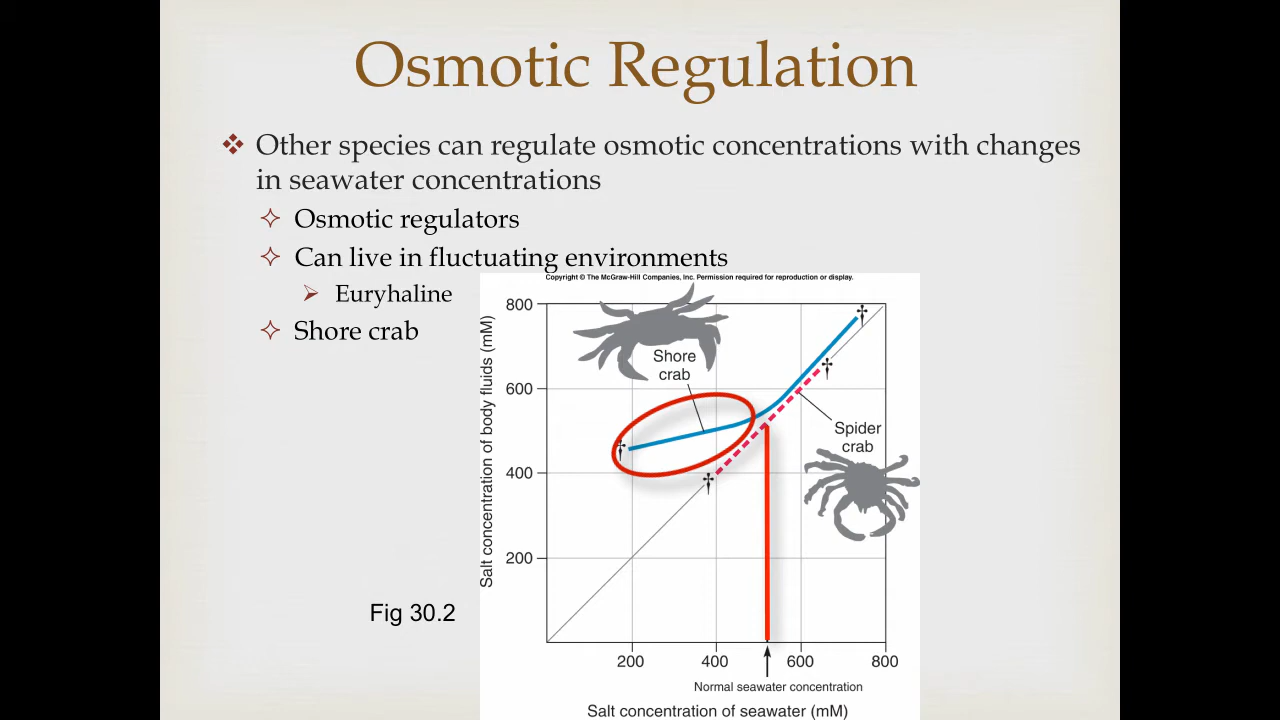 Osmotic Regulation
Other species can regulate osmotic concentrations with changes
in seawater concentrations
Osmotic regulators
Can live in fluctuating environments
Euryhaline
Shore crab
Copyright © The McGraw-Hill Companies, Inc. Permission required for reproduction or display.
Salt concentration of body fluids (mM)
800
600
400
200
Shore
crab
†
†
†
†
Spider
crab
Fig 30.2
200 400 600 800
Normal seawater concentration
Salt concentration of seawater (mM)